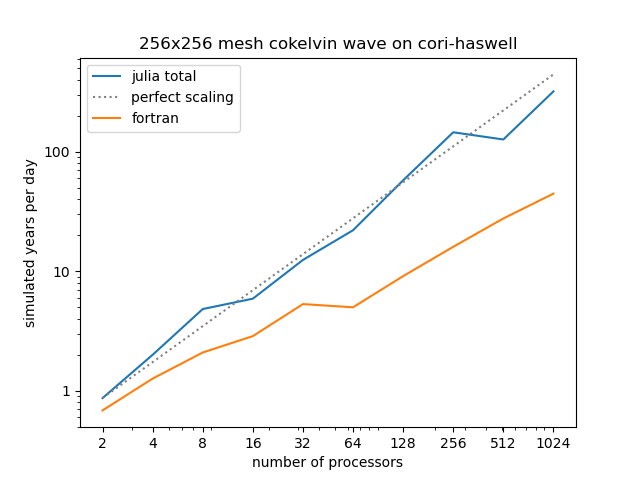 256x256 mesh cokelvin wave on cori-haswell
julia total
perfect scaling
fortran
simulated years per day
100
10
1
2 4 8 16 32 64 128 256 512 1024
number of processors